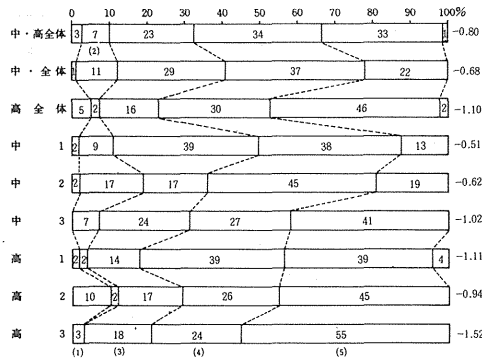 0 10 20 30 40 50 60 70 80 90 100%
中・高全体 3 7 23 34 33 1 -0.80
(2)
中・全体 1 11 29 37 22 -0.68
高全体 5 2 16 30 46 2 -1.10
中 1 2 9 39 38 13 -0.51
中 2 2 17 17 45 19 -0.62
中 3 7 24 27 41 -1.02
高 1 2 2 14 39 39 4 -1.11
高 2 10 2 17 26 45 -0.94
高 3 3 18 24 55 -1.52
(1) (3) (4) (5)